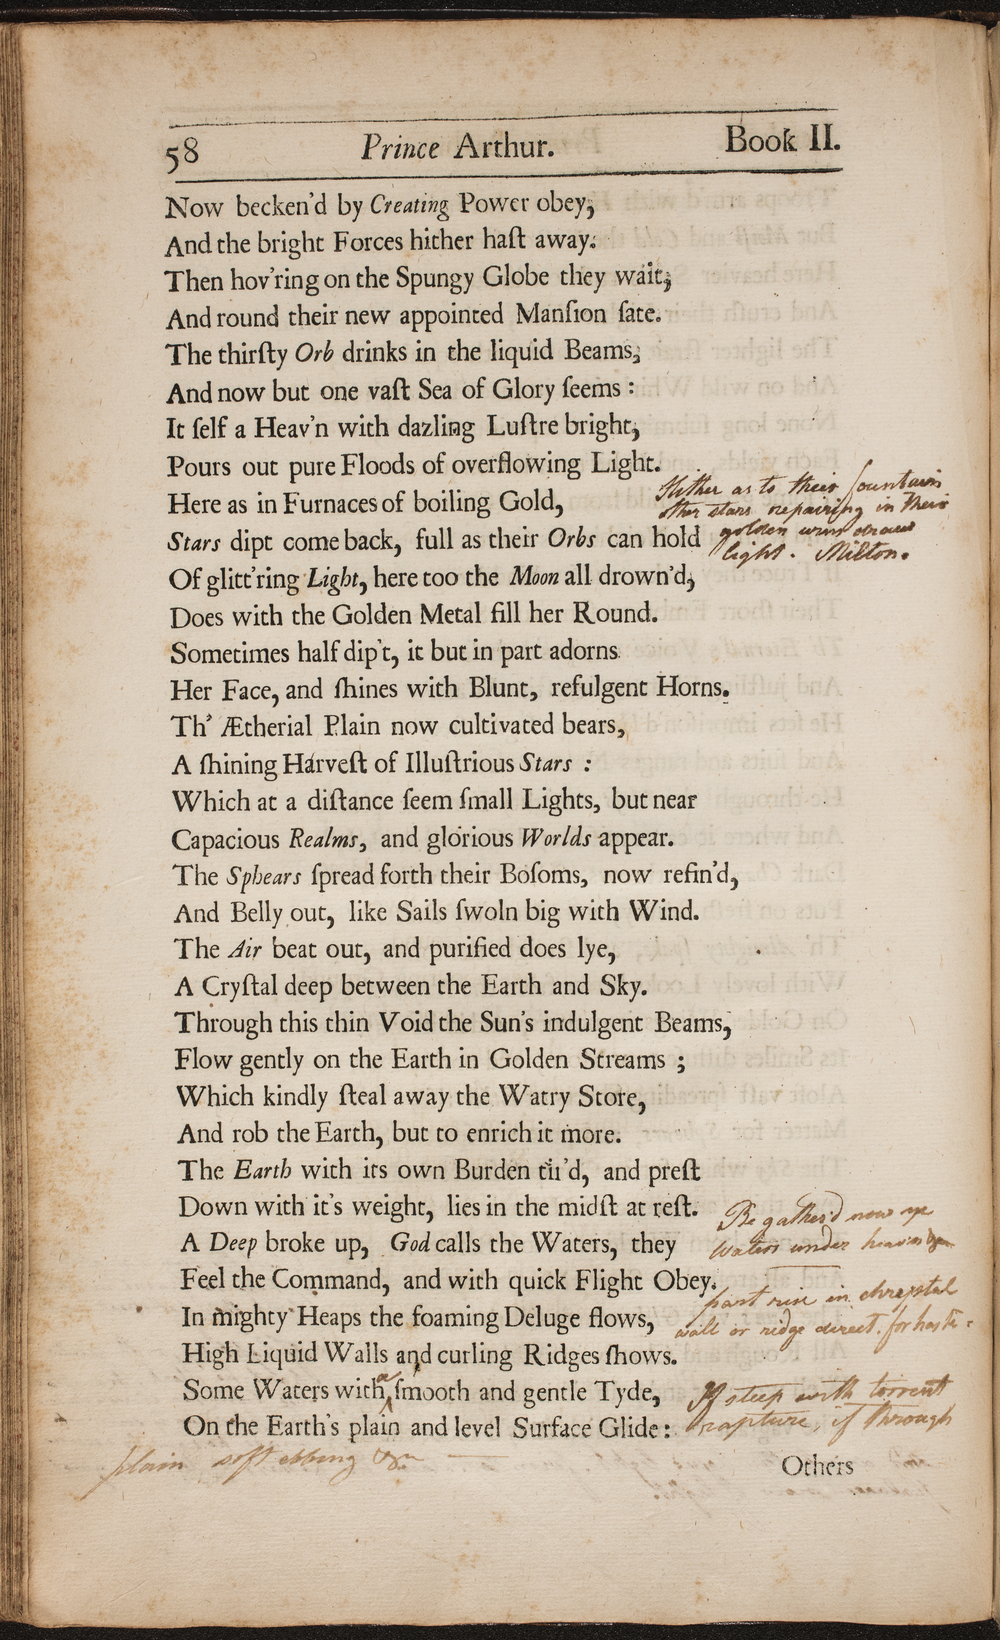 58 Prince Arthur. Book II.
Now becken'd by Creating Power obey,
And the bright Forces hither haſt away.
Then hov'ring on the Spungy Globe they wait,
And round their new appointed Manſion ſate.
The thirſty Orb drinks in the liquid Beams,
And now but one vaſt Sea of Glory ſeems :
It ſelf a Heav'n with dazling Luſtre bright,
Pours out pure Floods of overflowing Light.
Here as in Furnaces of boiling Gold,
Stars dipt come back, full as their Orbs can hold
Of glitt'ring Light, here too the Moon all drown'd,
Does with the Golden Metal fill her Round.
Sometimes half dip't, it but in part adorns
Her Face, and ſhines with Blunt, refulgent Horns.
Th' Ætherial Plain now cultivated bears,
A ſhining Harveſt of Illuſtrious Stars :
Which at a diſtance ſeem ſmall Lights, but near
Capacious Realms, and glorious Worlds appear.
The Sphears ſpread forth their Boſoms, now refin'd,
And Belly out, like Sails ſwoln big with Wind.
The Air beat out, and purified does lye,
A Cryſtal deep between the Earth and Sky.
Through this thin Void the Sun's indulgent Beams,
Flow gently on the Earth in Golden Streams ;
Which kindly ſteal away the Watry Store,
And rob the Earth, but to enrich it more.
The Earth with its own Burden tir'd, and preſt
Down with it's weight, lies in the midſt at reſt.
A Deep broke up, God calls the Waters, they
Feel the Command, and with quick Flight Obey.
In mighty Heaps the foaming Deluge flows,
High Liquid Walls and curling Ridges ſhows.
Some Waters with a ſmooth and gentle Tyde,
On the Earth's plain and level Surface Glide :
Others
Hither as to their fountain
other stars repairing in their
golden urns draw
light. Milton.
Be gather'd now ye
waters under heaven &c
part rise in chrystal
wall or ridge direct. for haste
If steep with torrent
rapture, if through
plain soft ebbing &c